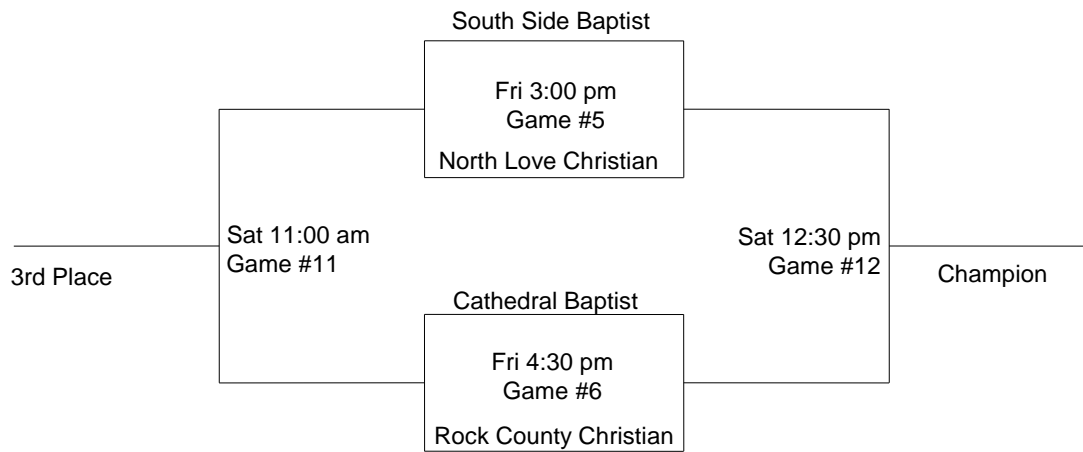 South Side Baptist
Fri 3:00 pm
Game #5
North Love Christian
Sat 11:00 am
Game #11
3rd Place
Sat 12:30 pm
Game #12
Champion
Cathedral Baptist
Fri 4:30 pm
Game #6
Rock County Christian